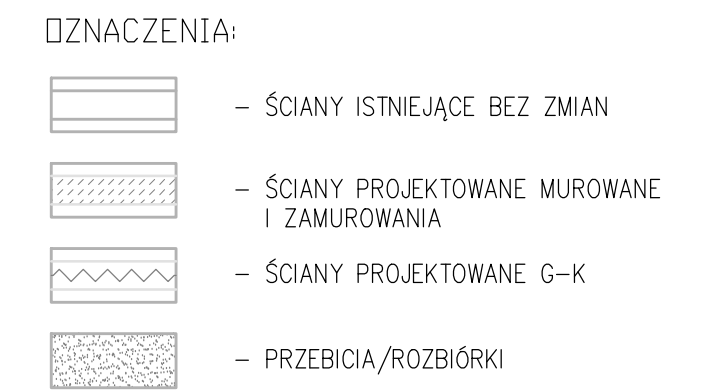 OZNACZENIA:
- ŚCIANY ISTNIEJĄCE BEZ ZMIAN
- ŚCIANY PROJEKTOWANE MUROWANE
I ZAMUROWANIA
- ŚCIANY PROJEKTOWANE G-K
- PRZEBICIA/ROZBIÓRKI